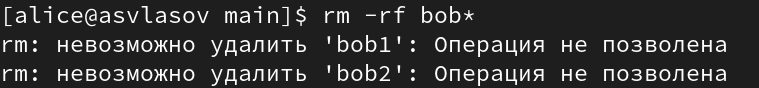 [alice@asvlasov main]$ rm -rf bob*
rm: невозможно удалить 'bob1': Операция не позволена
rm: невозможно удалить 'bob2': Операция не позволена